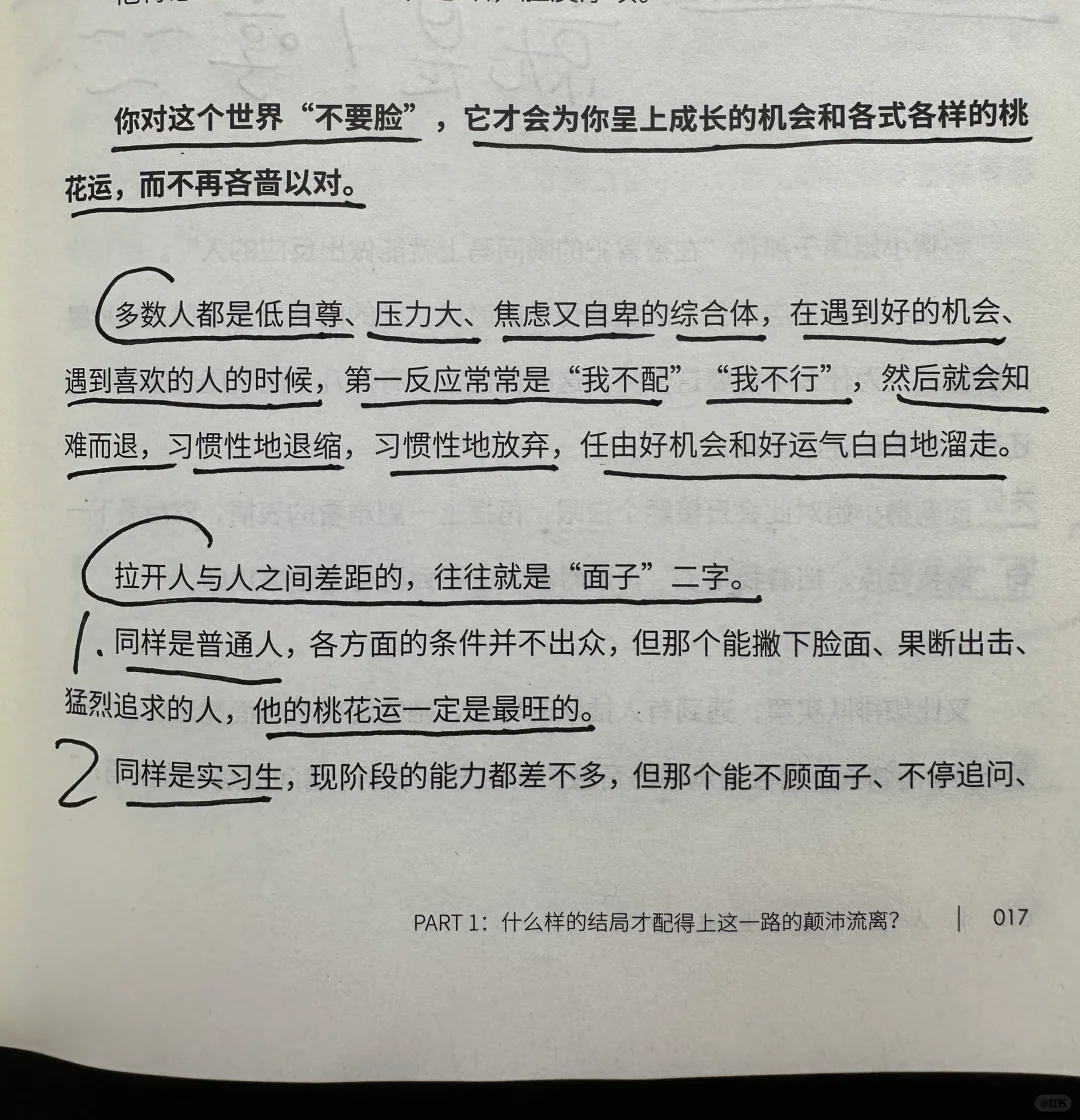 你对这个世界“不要脸”，它才会为你呈上成长的机会和各式各样的桃
花运，而不再吝啬以对。
多数人都是低自尊、压力大、焦虑又自卑的综合体，在遇到好的机会、
遇到喜欢的人的时候，第一反应常常是“我不配”“我不行”，然后就会知
难而退，习惯性地退缩，习惯性地放弃，任由好机会和好运气白白地溜走。
拉开人与人之间差距的，往往就是“面子”二字。
1.同样是普通人，各方面的条件并不出众，但那个能撇下脸面、果断出击、
猛烈追求的人，他的桃花运一定是最旺的。
2 同样是实习生，现阶段的能力都差不多，但那个能不顾面子、不停追问、
PART 1：什么样的结局才配得上这一路的颠沛流离？ | 017
小红书